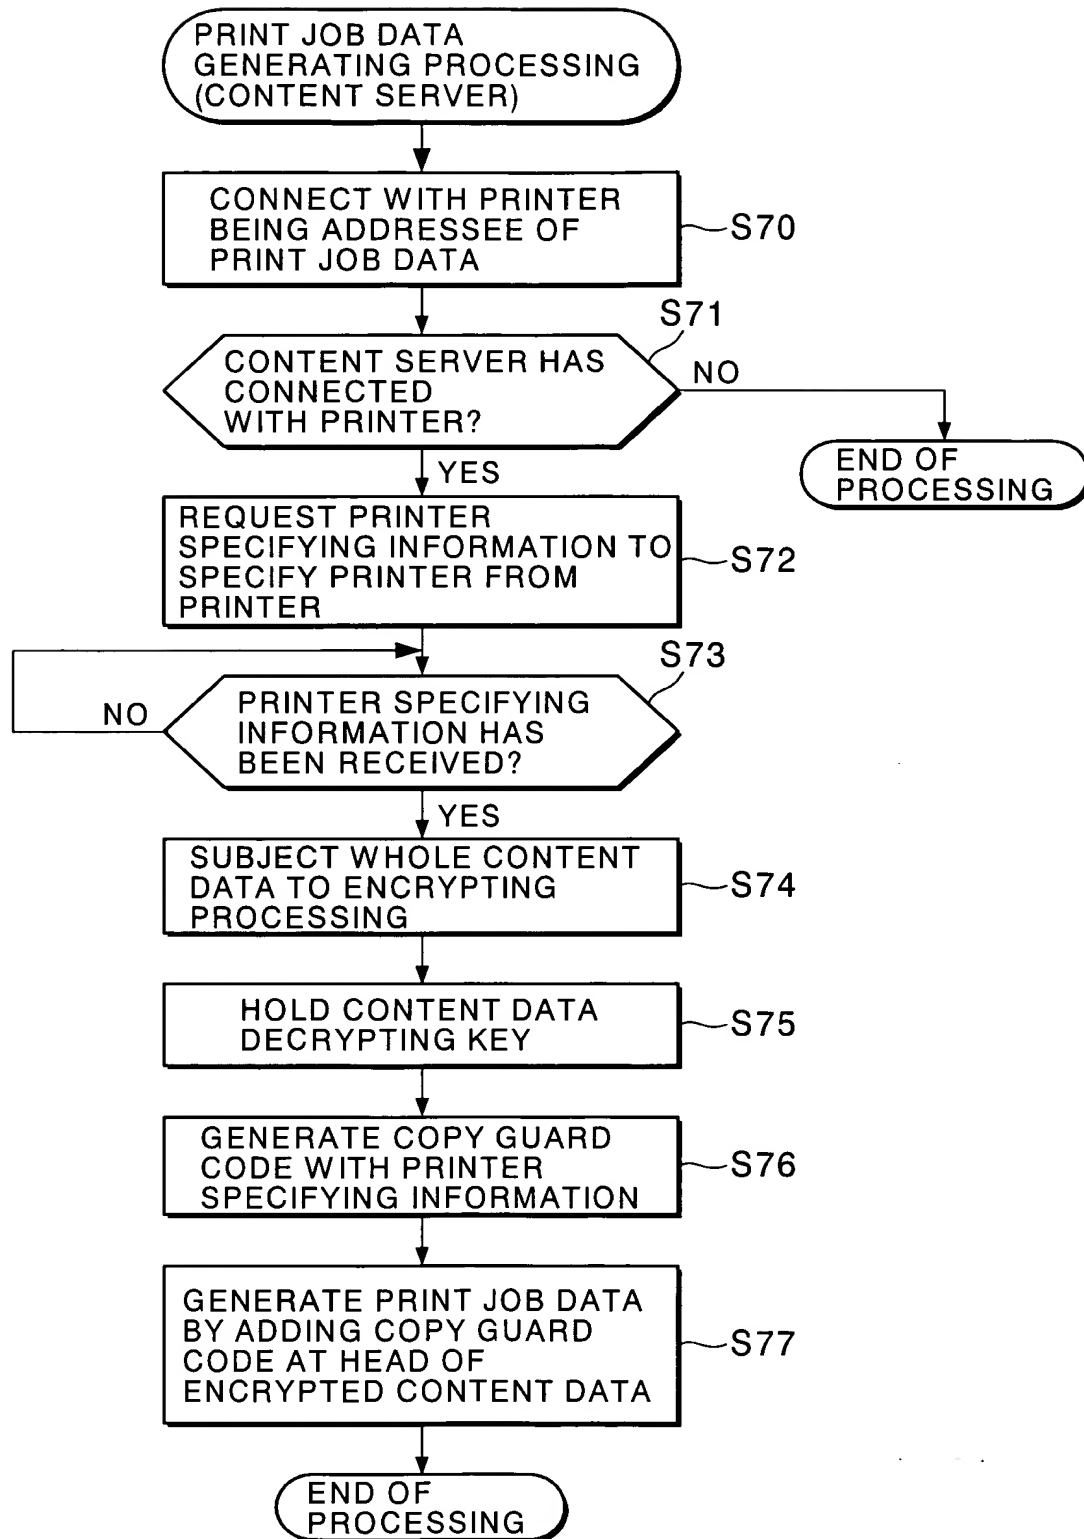 PRINT JOB DATA
GENERATING PROCESSING
(CONTENT SERVER)
CONNECT WITH PRINTER
BEING ADDRESSEE OF
PRINT JOB DATA
S70
S71
CONTENT SERVER HAS
CONNECTED
WITH PRINTER?
NO
END OF
PROCESSING
YES
REQUEST PRINTER
SPECIFYING INFORMATION TO
SPECIFY PRINTER FROM
PRINTER
S72
S73
PRINTER SPECIFYING
INFORMATION HAS
BEEN RECEIVED?
NO
YES
SUBJECT WHOLE CONTENT
DATA TO ENCRYPTING
PROCESSING
S74
HOLD CONTENT DATA
DECRYPTING KEY
S75
GENERATE COPY GUARD
CODE WITH PRINTER
SPECIFYING INFORMATION
S76
GENERATE PRINT JOB DATA
BY ADDING COPY GUARD
CODE AT HEAD OF
ENCRYPTED CONTENT DATA
S77
END OF
PROCESSING